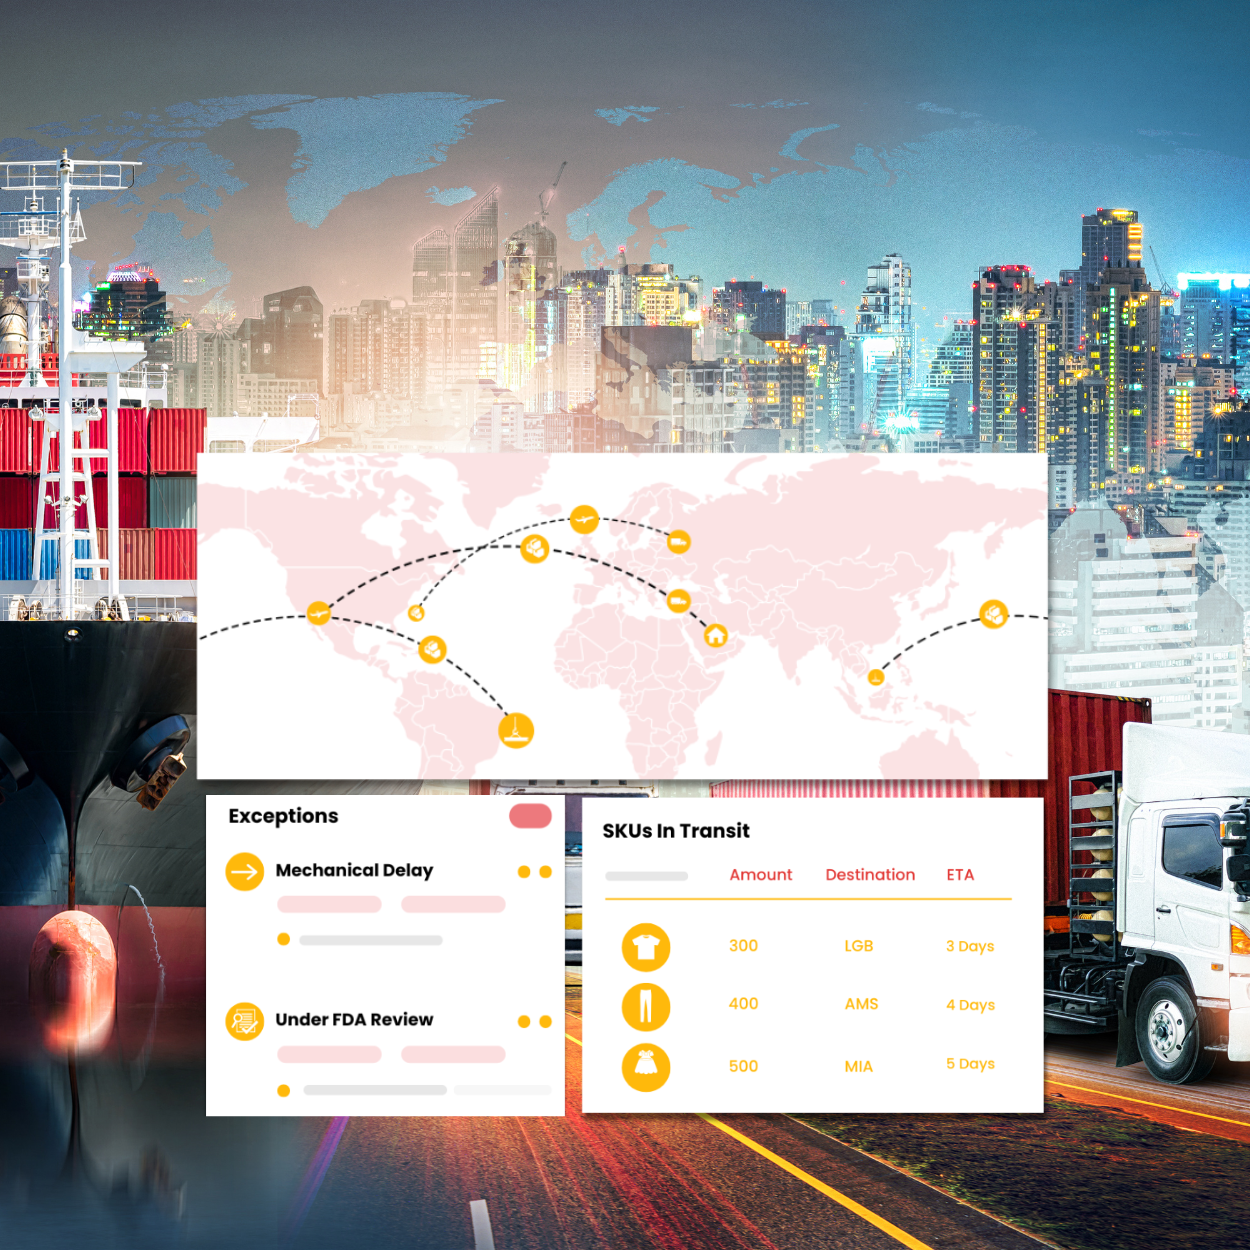 Exceptions
Mechanical Delay
Under FDA Review
SKUs In Transit
Amount Destination ETA
300 LGB 3 Days
400 AMS 4 Days
500 MIA 5 Days